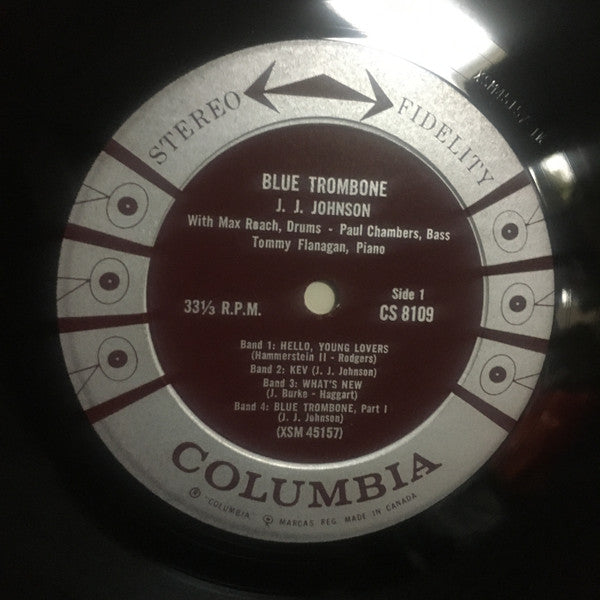 STEREO FIDELITY
BLUE TROMBONE
J. J. JOHNSON
With Max Roach, Drums - Paul Chambers, Bass
Tommy Flanagan, Piano
33⅓ R.P.M.
Side 1
CS 8109
Band 1: HELLO, YOUNG LOVERS
(Hammerstein II - Rodgers)
Band 2: KEV (J. J. Johnson)
Band 3: WHAT'S NEW
(J. Burke - Haggart)
Band 4: BLUE TROMBONE, Part I
(J. J. Johnson)
(XSM 45157)
COLUMBIA
"COLUMBIA" MARCAS REG. MADE IN CANADA